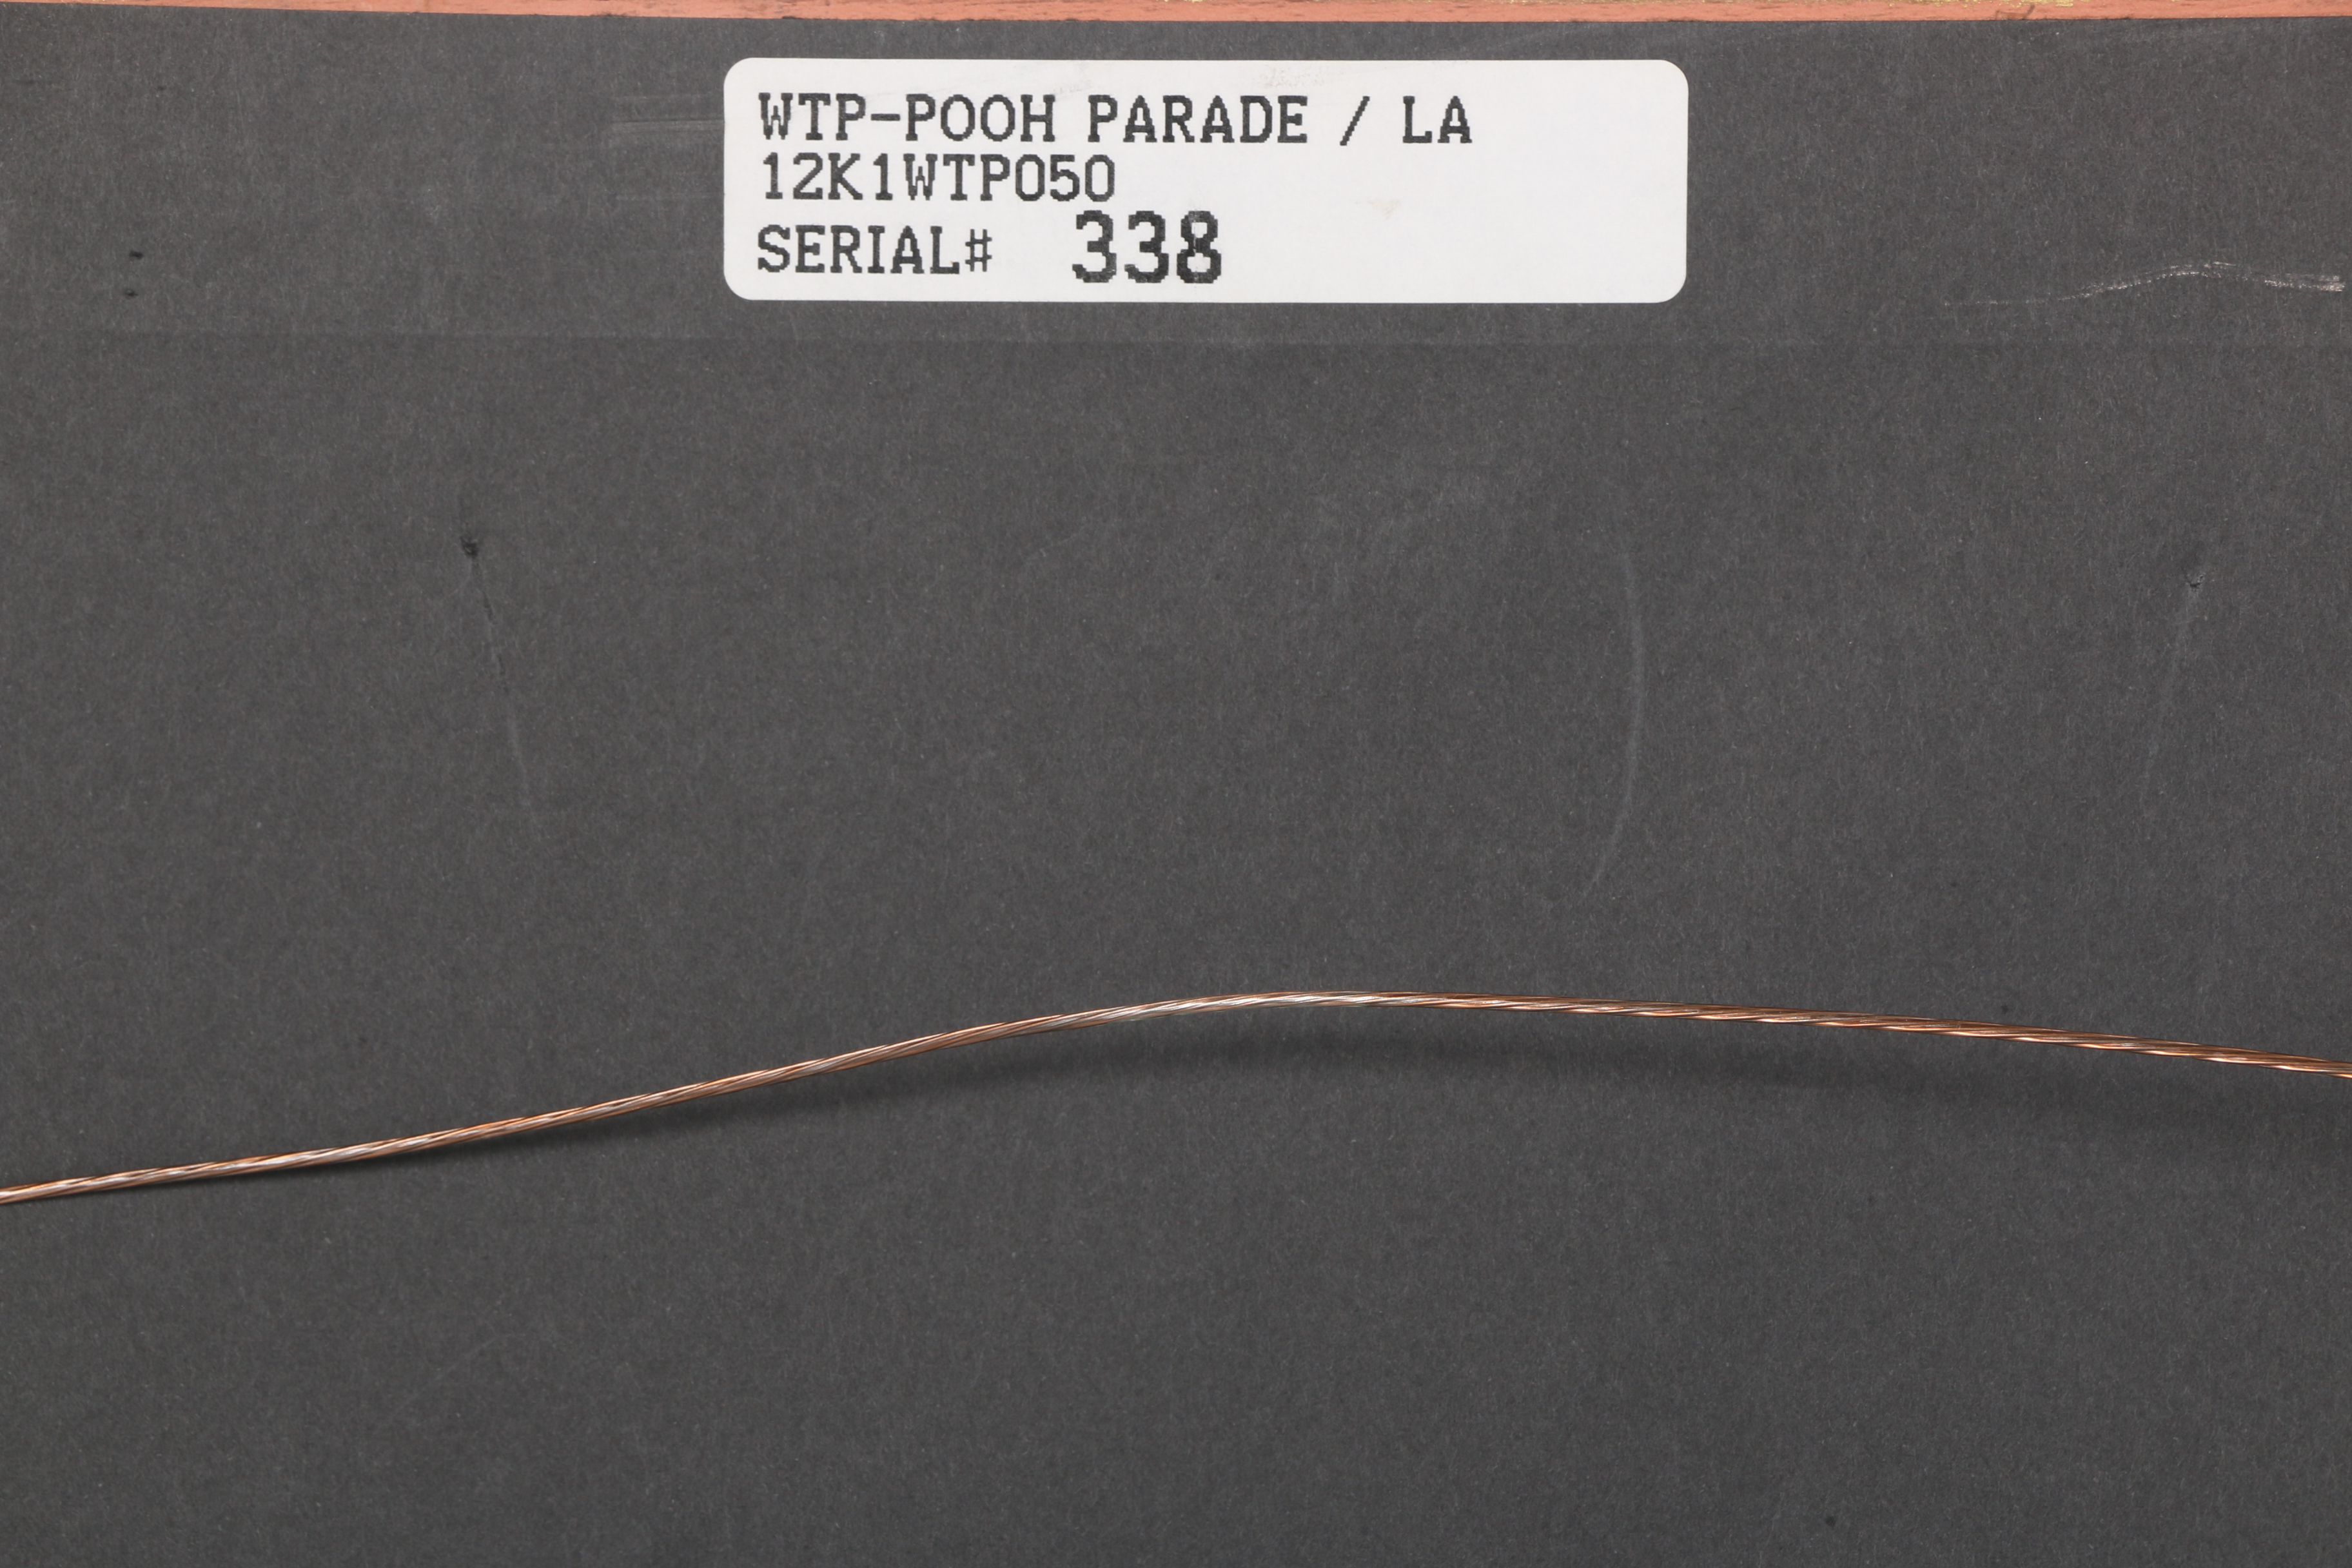 WTP-POOH PARADE / LA
12K1WTP050
SERIAL# 338